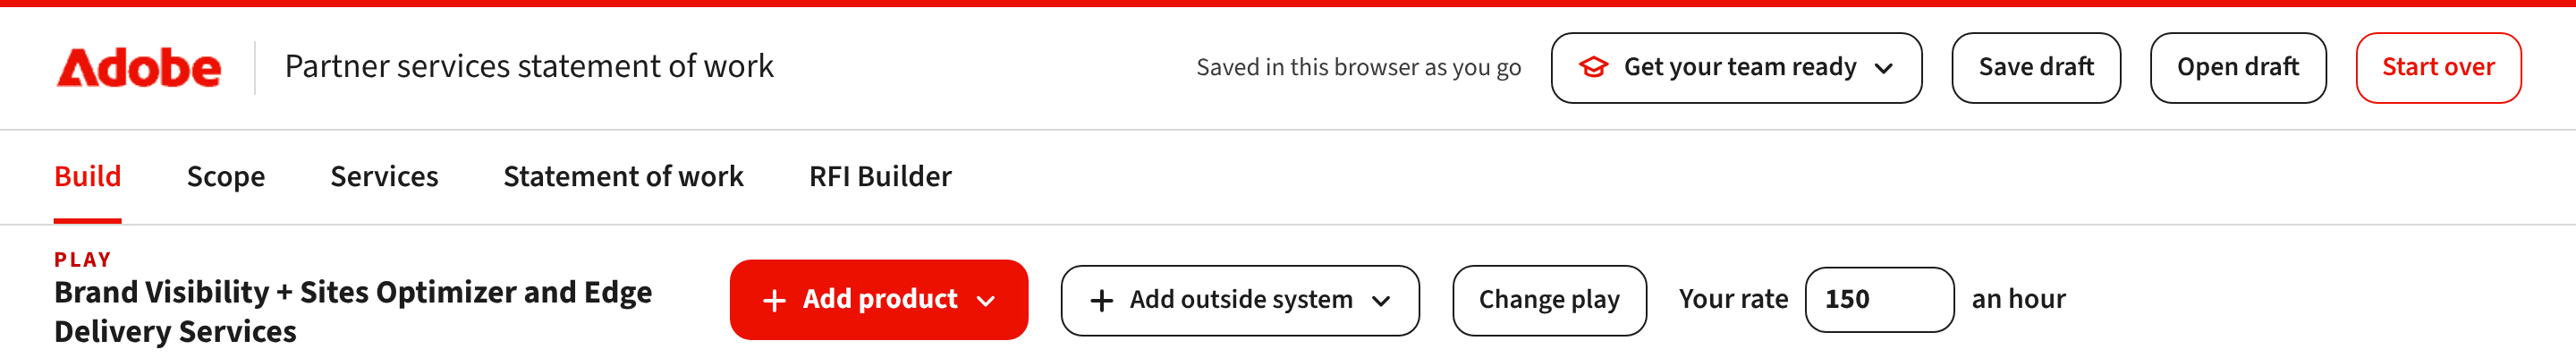 Adobe
Partner services statement of work
Saved in this browser as you go
Get your team ready
Save draft
Open draft
Start over
Build
Scope
Services
Statement of work
RFI Builder
PLAY
Brand Visibility + Sites Optimizer and Edge
Delivery Services
+ Add product
+ Add outside system
Change play
Your rate
150
an hour